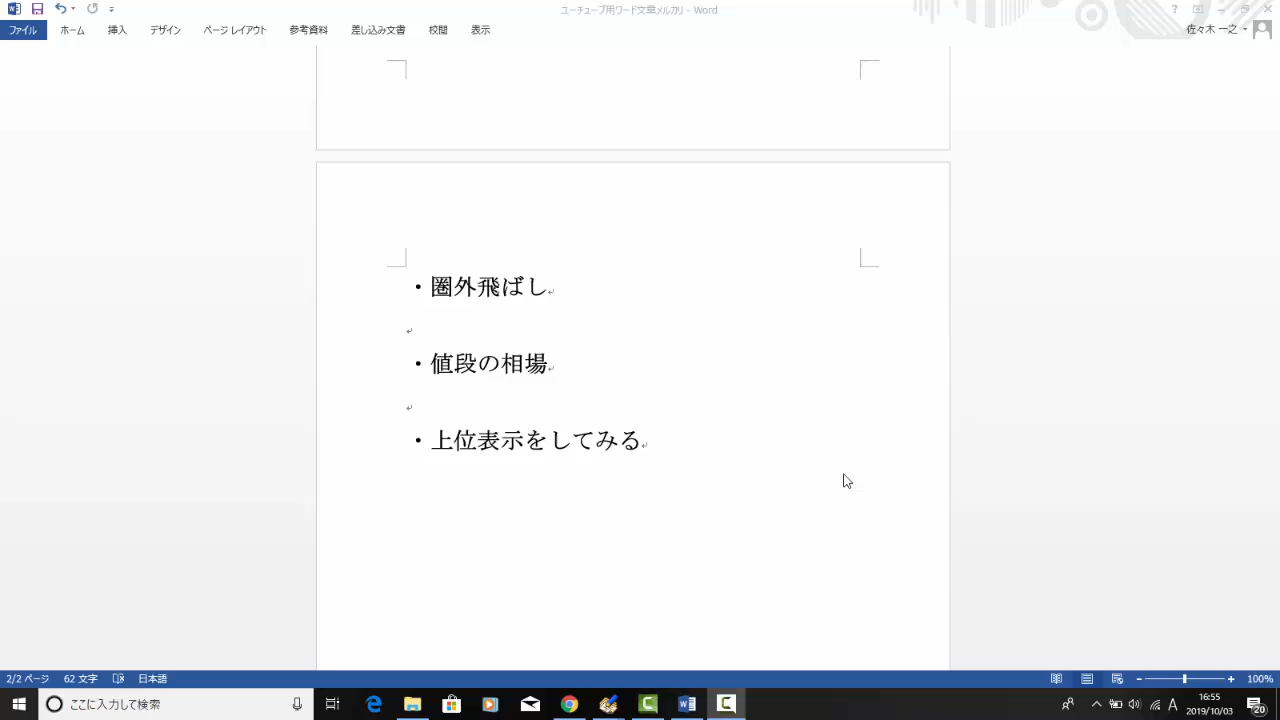 ユーチューブ用ワード文章メルカリ - Word
ファイル ホーム 挿入 デザイン ページ レイアウト 参考資料 差し込み文書 校閲 表示 佐々木 一之
・圏外飛ばし
・値段の相場
・上位表示をしてみる
2/2 ページ 62 文字 日本語 100%
ここに入力して検索
A 16:55
2019/10/03
20